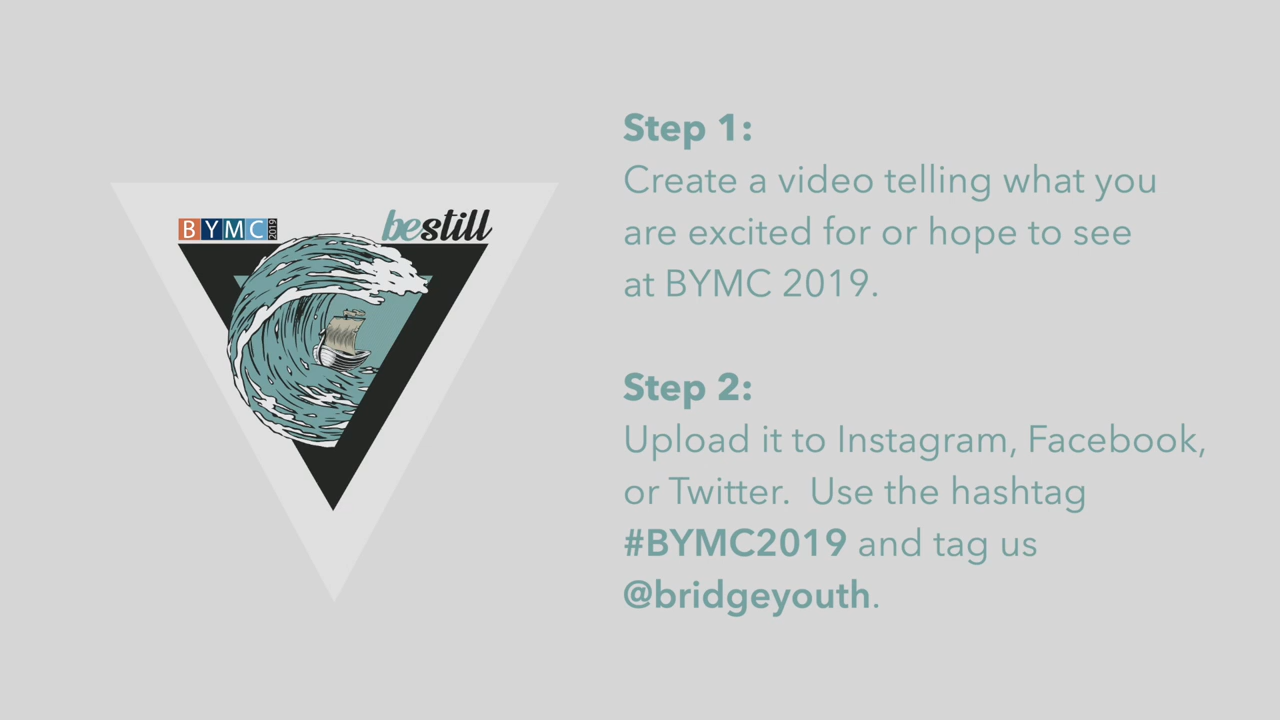 BYMC 2019
bestill
Step 1:
Create a video telling what you
are excited for or hope to see
at BYMC 2019.
Step 2:
Upload it to Instagram, Facebook,
or Twitter.  Use the hashtag
#BYMC2019 and tag us
@bridgeyouth.